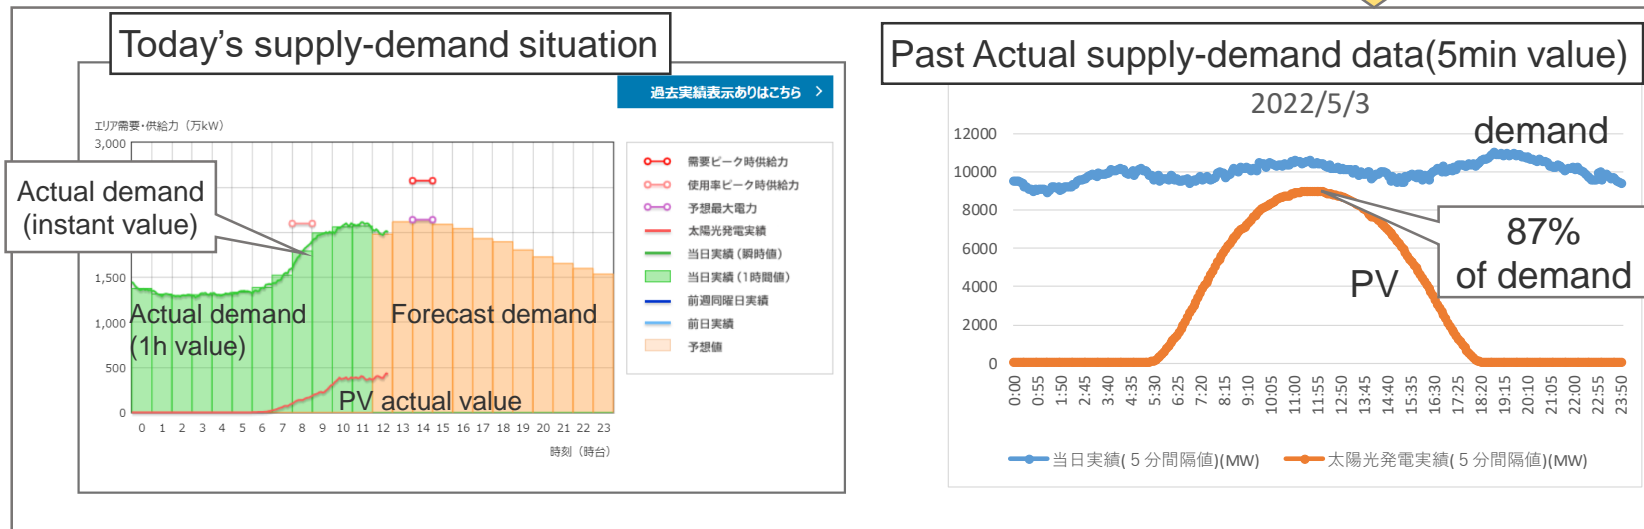 Today's supply-demand situation
過去実績表示ありはこちら >
エリア需要・供給力 (万kW)
3,000
Actual demand
(instant value)
1,500
1,000
500
0
Actual demand
(1h value)
Forecast demand
PV actual value
0 1 2 3 4 5 6 7 8 9 10 11 12 13 14 15 16 17 18 19 20 21 22 23
時刻 (時台)
需要ピーク時供給力
使用率ピーク時供給力
予想最大電力
太陽光発電実績
当日実績 (瞬時値)
当日実績 (1時間値)
前週同曜日実績
前日実績
予想値
Past Actual supply-demand data(5min value)
2022/5/3
demand
12000
10000
8000
6000
4000
2000
0
87%
of demand
PV
0:00 0:55 1:50 2:45 3:40 4:35 5:30 6:25 7:20 8:15 9:10 10:05 11:00 11:55 12:50 13:45 14:40 15:35 16:30 17:25 18:20 19:15 20:10 21:05 22:00 22:55 23:50
当日実績(5分間隔値)(MW)
太陽光発電実績(5分間隔値)(MW)